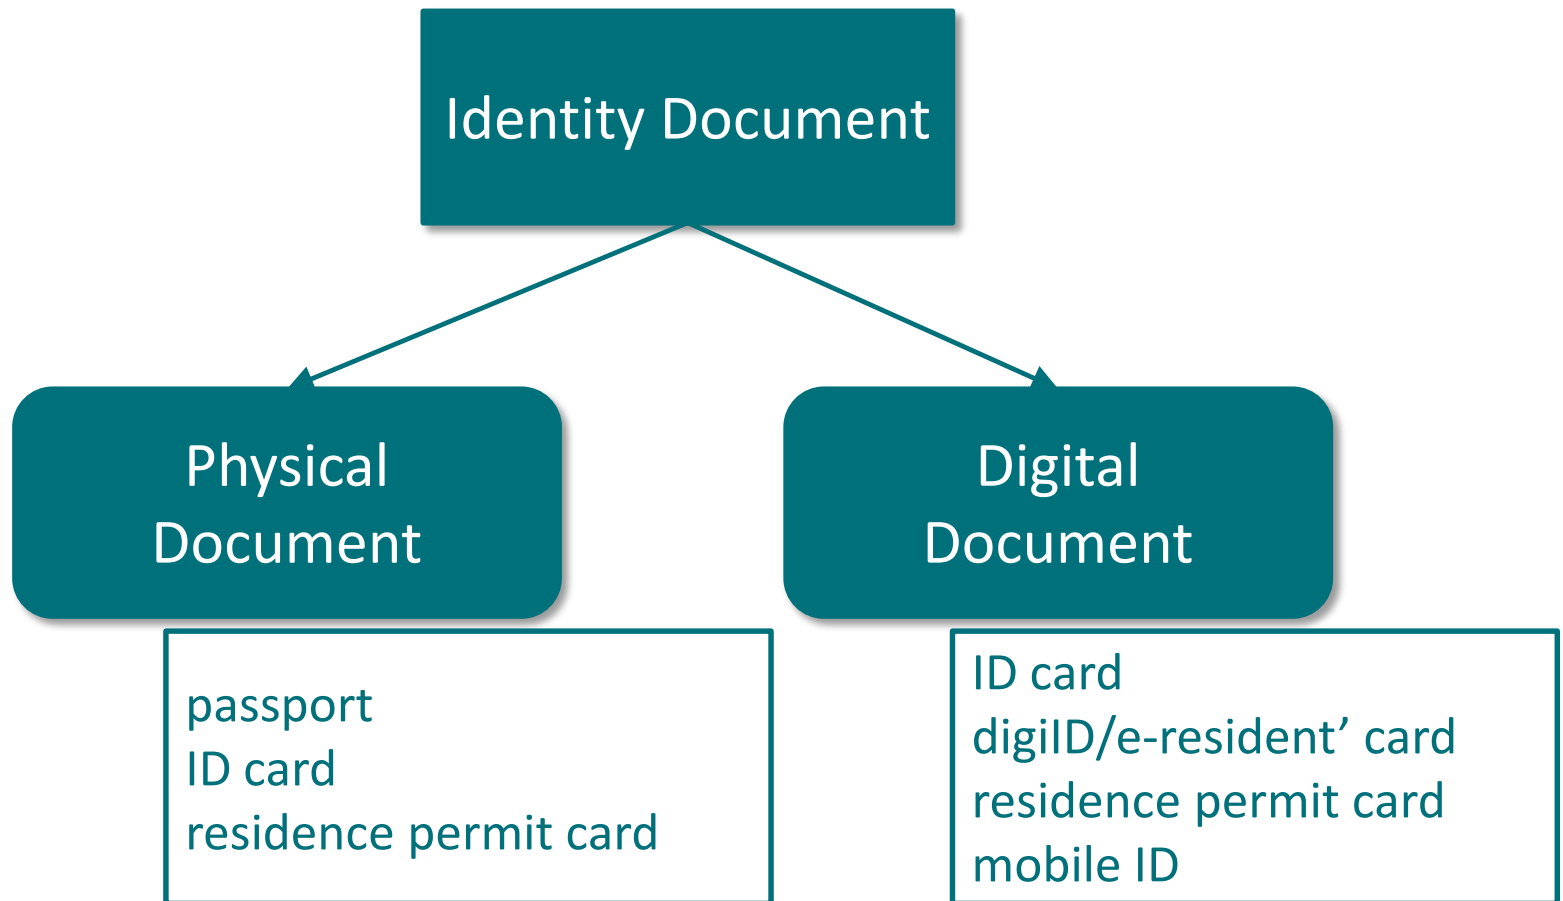 Identity Document
Physical
Document
Digital
Document
passport
ID card
residence permit card
ID card
digiID/e-resident’ card
residence permit card
mobile ID